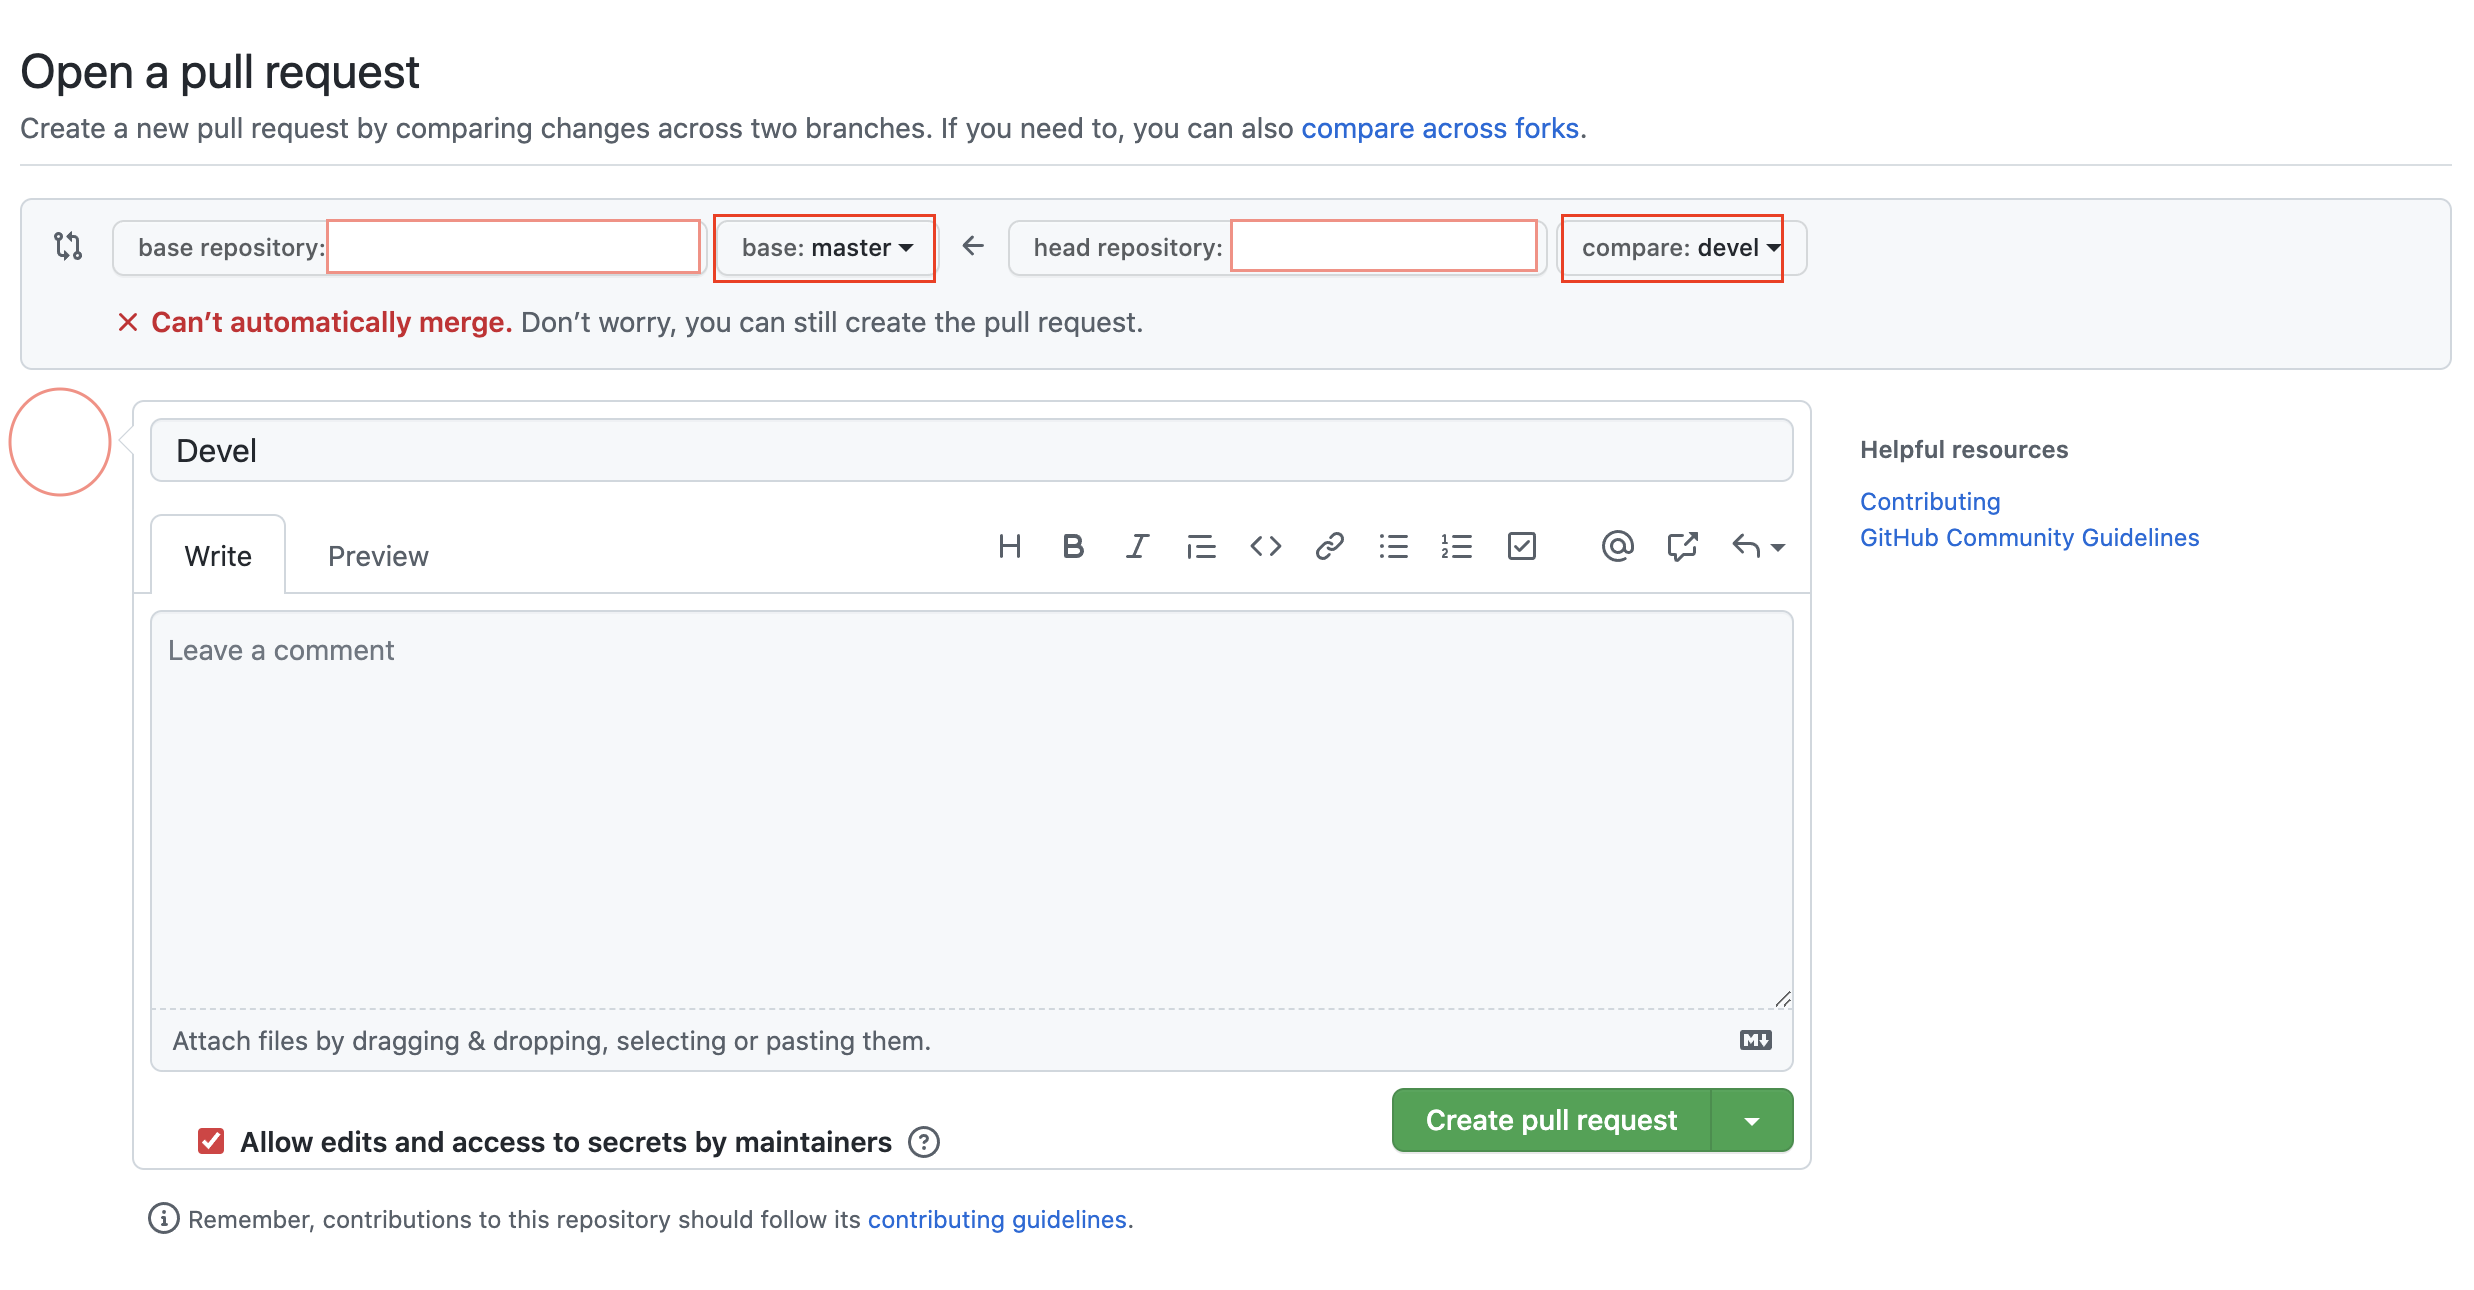 Open a pull request
Create a new pull request by comparing changes across two branches. If you need to, you can also compare across forks.
base repository: base: master head repository: compare: devel
Can’t automatically merge. Don’t worry, you can still create the pull request.
Devel
Helpful resources
Contributing
GitHub Community Guidelines
Write Preview
Leave a comment
Attach files by dragging & dropping, selecting or pasting them.
Allow edits and access to secrets by maintainers
Create pull request
Remember, contributions to this repository should follow its contributing guidelines.